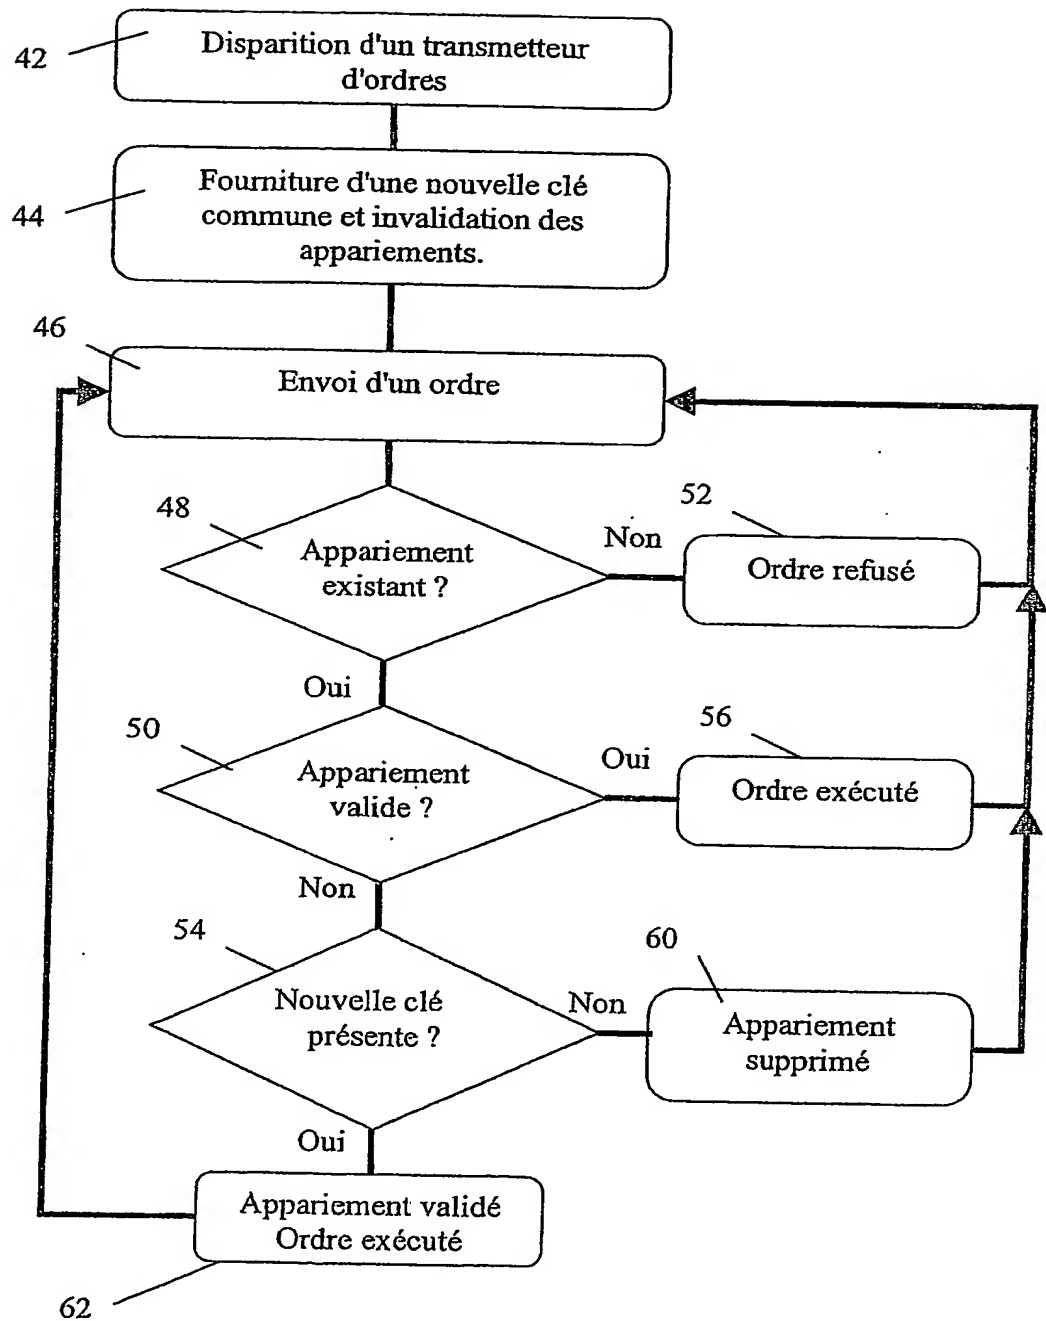 42
Disparition d'un transmetteur
d'ordres
44
Fourniture d'une nouvelle clé
commune et invalidation des
appariements.
46
Envoi d'un ordre
48
Appariement
existant ?
Non
52
Ordre refusé
Oui
50
Appariement
valide ?
Oui
56
Ordre exécuté
Non
54
Nouvelle clé
présente ?
Non
60
Appariement
supprimé
Oui
Appariement validé
Ordre exécuté
62